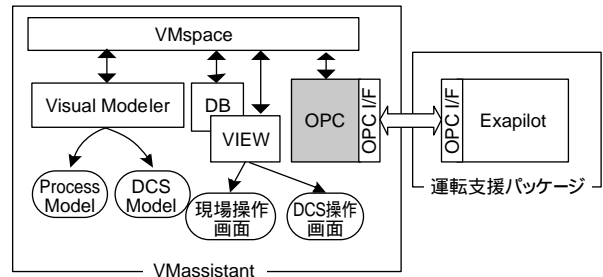 VMspace
Visual Modeler
DB
VIEW
OPC
OPC I/F
OPC I/F
Exapilot
Process
Model
DCS
Model
現場操作
画面
DCS操作
画面
運転支援パッケージ
VMassistant